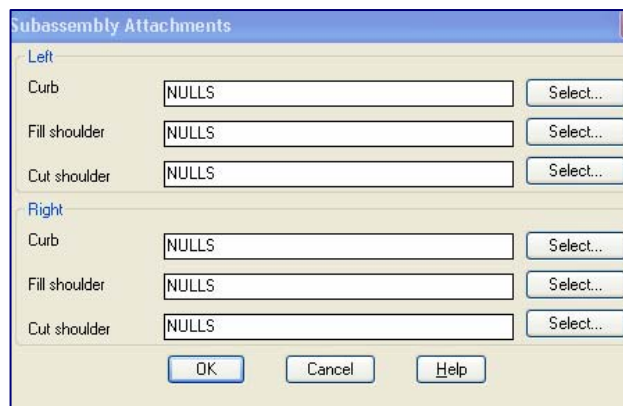 Subassembly Attachments
Left
Curb NULLS Select...
Fill shoulder NULLS Select...
Cut shoulder NULLS Select...
Right
Curb NULLS Select...
Fill shoulder NULLS Select...
Cut shoulder NULLS Select...
OK Cancel Help